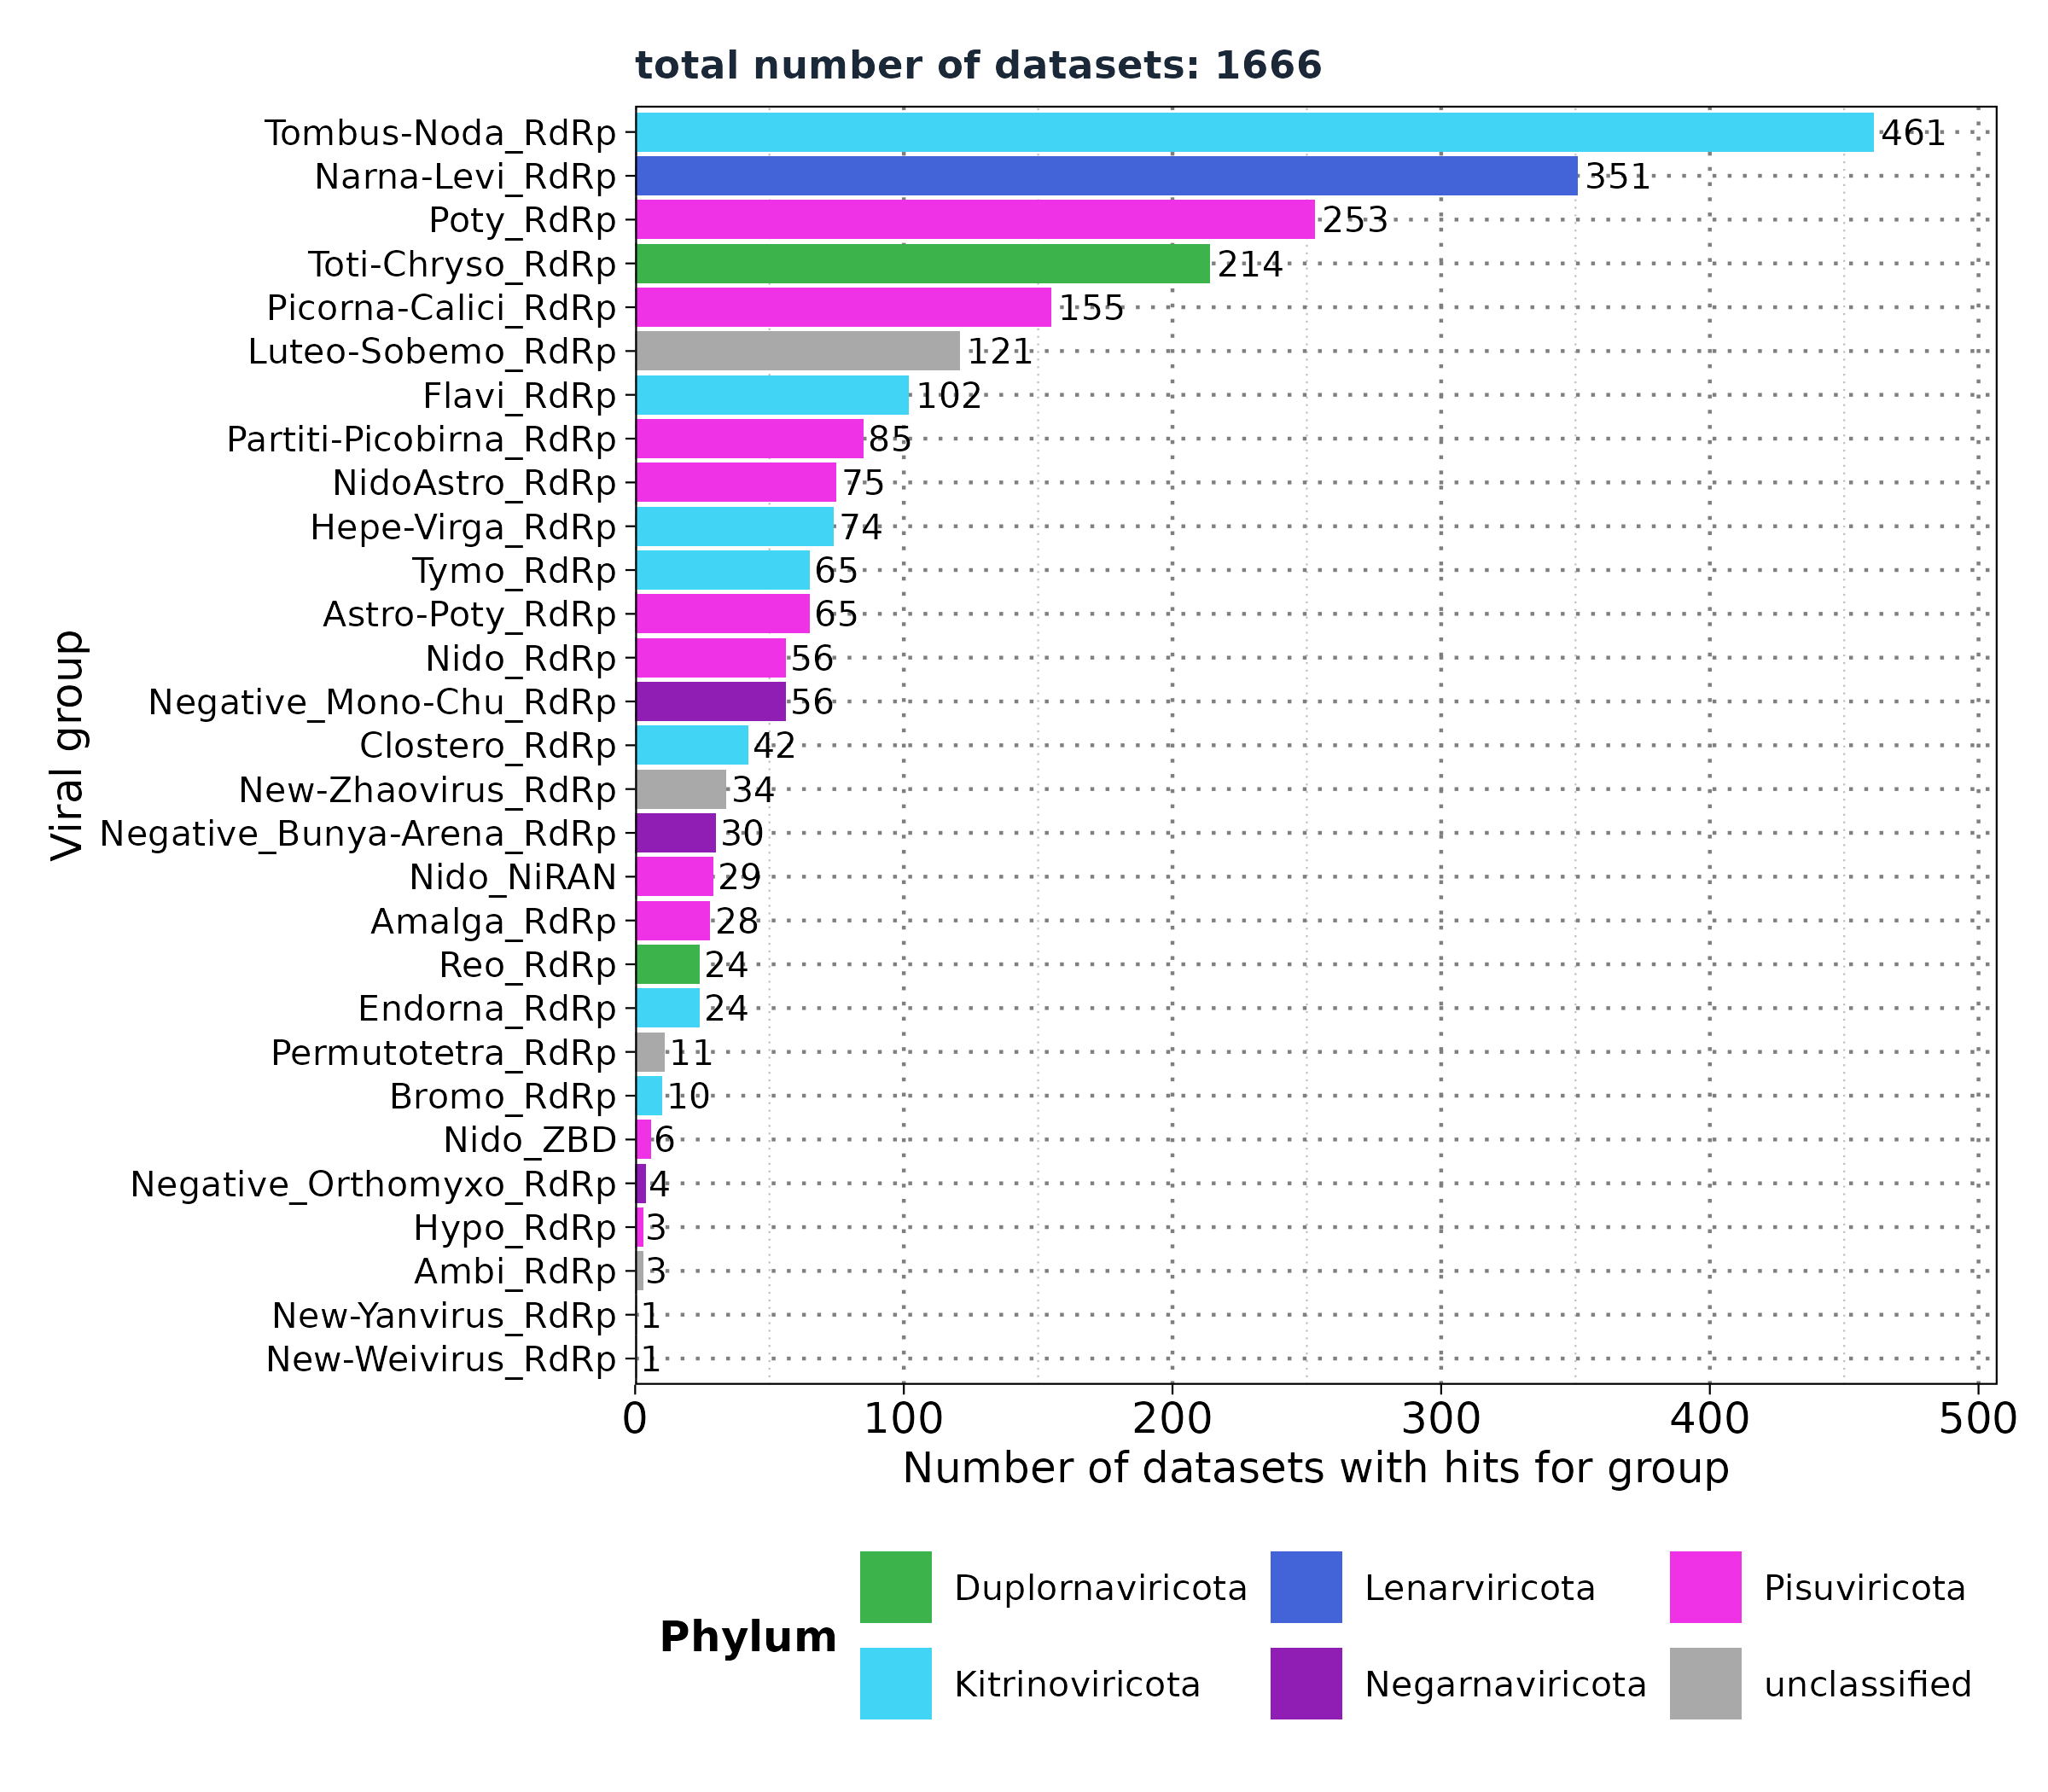 total number of datasets: 1666
Tombus-Noda_RdRp 461
Narna-Levi_RdRp 351
Poty_RdRp 253
Toti-Chryso_RdRp 214
Picorna-Calici_RdRp 155
Luteo-Sobemo_RdRp 121
Flavi_RdRp 102
Partiti-Picobirna_RdRp 85
NidoAstro_RdRp 75
Hepe-Virga_RdRp 74
Tymo_RdRp 65
Astro-Poty_RdRp 65
Nido_RdRp 56
Negative_Mono-Chu_RdRp 56
Clostero_RdRp 42
New-Zhaovirus_RdRp 34
Negative_Bunya-Arena_RdRp 30
Nido_NiRAN 29
Amalga_RdRp 28
Reo_RdRp 24
Endorna_RdRp 24
Permutotetra_RdRp 11
Bromo_RdRp 10
Nido_ZBD 6
Negative_Orthomyxo_RdRp 4
Hypo_RdRp 3
Ambi_RdRp 3
New-Yanvirus_RdRp 1
New-Weivirus_RdRp 1
Viral group
0 100 200 300 400 500
Number of datasets with hits for group
Phylum
Duplornaviricota Lenarviricota Pisuviricota
Kitrinoviricota Negarnaviricota unclassified